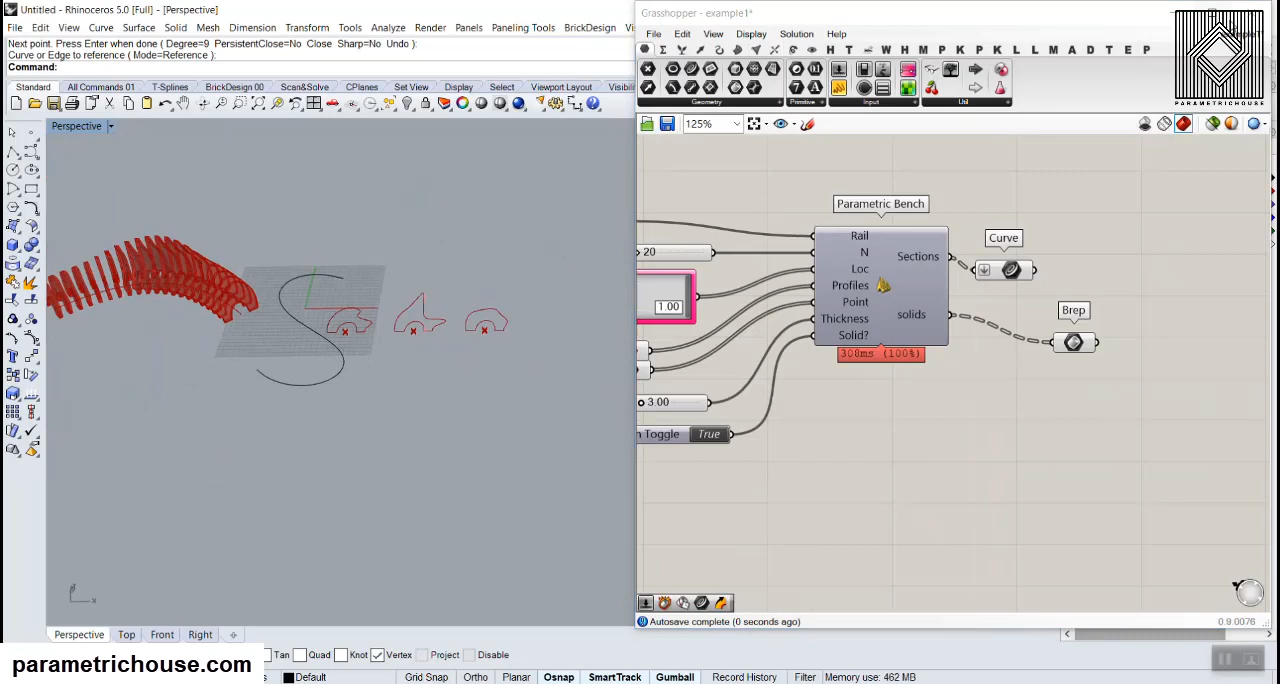 Untitled - Rhinoceros 5.0 [Full] - [Perspective]
File Edit View Curve Surface Solid Mesh Dimension Transform Tools Analyze Render Panels Paneling Tools BrickDesign
Next point. Press Enter when done ( Degree=9 PersistentClose=No Close Sharp=No Undo ):
Curve or Edge to reference ( Mode=Reference ):
Command:
Standard All Commands 01 T-Splines BrickDesign 00 Scan&Solve CPlanes Set View Display Select Viewport Layout
Perspective
x
Perspective Top Front Right
Tan Quad Knot Vertex Project Disable
Default Grid Snap Ortho Planar Osnap SmartTrack Gumball Record History Filter Memory use: 462 MB
parametrichouse.com
Grasshopper - example1*
File Edit View Display Solution Help
H T W H M P K P K L L M A D T E P
Geometry Primitive Input Util
125%
PARAMETRICHOUSE
Parametric Bench
Rail
N
Loc
Profiles
Point
Thickness
Solid?
Sections
solids
308ms (100%)
20
1.00
3.00
n Toggle True
Curve
Brep
Autosave complete (0 seconds ago)
0.9.0076